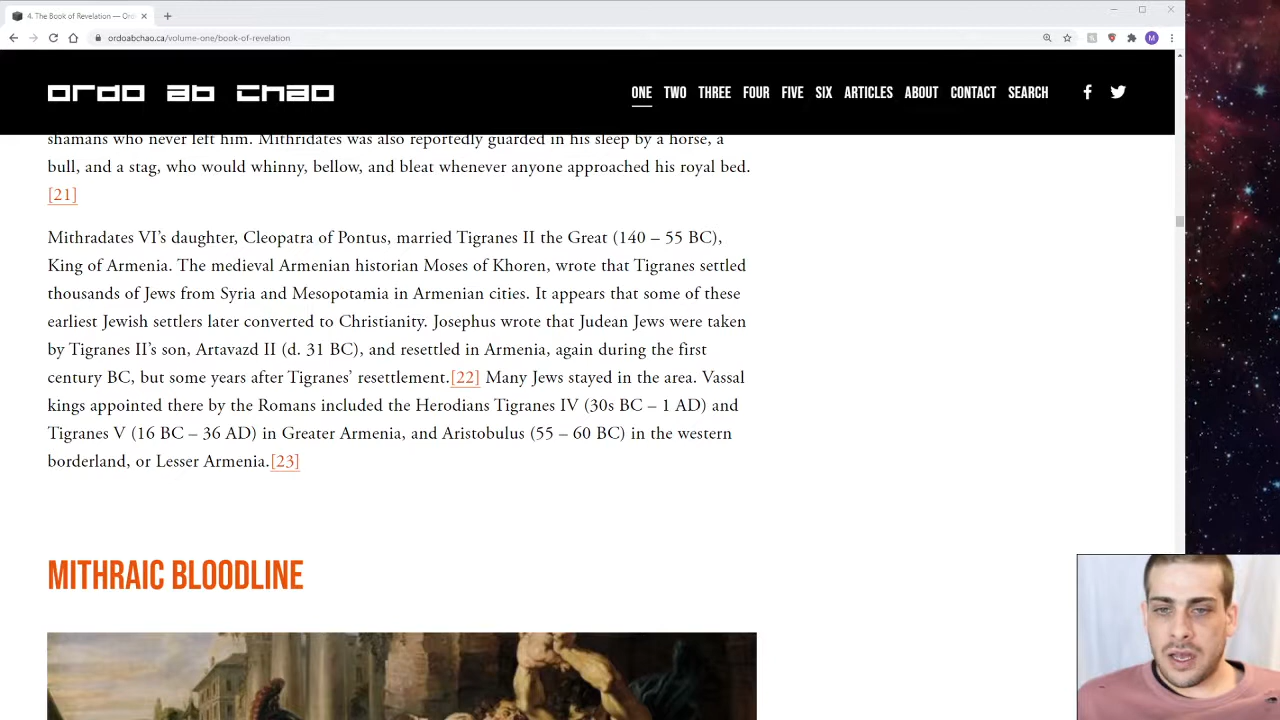 4. The Book of Revelation — Ord
ordoabchao.ca/volume-one/book-of-revelation
M
ordo ab chao
ONE TWO THREE FOUR FIVE SIX ARTICLES ABOUT CONTACT SEARCH
shamans who never left him. Mithridates was also reportedly guarded in his sleep by a horse, a
bull, and a stag, who would whinny, bellow, and bleat whenever anyone approached his royal bed.
[21]
Mithradates VI's daughter, Cleopatra of Pontus, married Tigranes II the Great (140 – 55 BC),
King of Armenia. The medieval Armenian historian Moses of Khoren, wrote that Tigranes settled
thousands of Jews from Syria and Mesopotamia in Armenian cities. It appears that some of these
earliest Jewish settlers later converted to Christianity. Josephus wrote that Judean Jews were taken
by Tigranes II's son, Artavazd II (d. 31 BC), and resettled in Armenia, again during the first
century BC, but some years after Tigranes' resettlement.[22] Many Jews stayed in the area. Vassal
kings appointed there by the Romans included the Herodians Tigranes IV (30s BC – 1 AD) and
Tigranes V (16 BC – 36 AD) in Greater Armenia, and Aristobulus (55 – 60 BC) in the western
borderland, or Lesser Armenia.[23]
MITHRAIC BLOODLINE